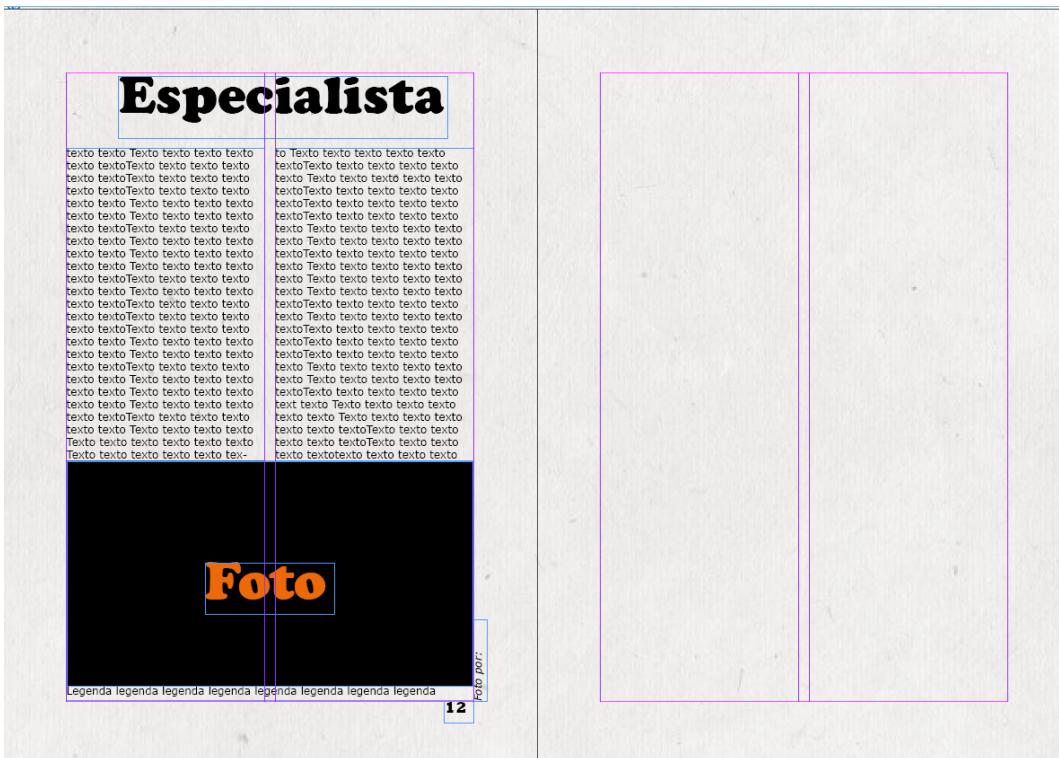 Especialista
texto texto Texto texto texto texto
texto textoTexto texto texto texto
texto textoTexto texto texto texto
texto textoTexto texto texto texto
texto texto Texto texto texto texto
texto texto Texto texto texto texto
texto textoTexto texto texto texto
texto texto Texto texto texto texto
texto texto Texto texto texto texto
texto texto Texto texto texto texto
texto textoTexto texto texto texto
texto texto Texto texto texto texto
texto textoTexto texto texto texto
texto textoTexto texto texto texto
texto textoTexto texto texto texto
texto texto Texto texto texto texto
texto texto Texto texto texto texto
texto textoTexto texto texto texto
texto texto Texto texto texto texto
texto texto Texto texto texto texto
texto texto Texto texto texto texto
texto textoTexto texto texto texto
texto texto Texto texto texto texto
Texto texto texto texto texto texto
Texto texto texto texto texto tex-
to Texto texto texto texto texto
textoTexto texto texto texto texto
texto Texto texto texto texto texto
textoTexto texto texto texto texto
textoTexto texto texto texto texto
texto Texto texto texto texto texto
texto Texto texto texto texto texto
texto Texto texto texto texto texto
textoTexto texto texto texto texto
texto Texto texto texto texto texto
texto Texto texto texto texto texto
texto Texto texto texto texto texto
textoTexto texto texto texto texto
texto Texto texto texto texto texto
textoTexto texto texto texto texto
textoTexto texto texto texto texto
textoTexto texto texto texto texto
texto Texto texto texto texto texto
texto Texto texto texto texto texto
textoTexto texto texto texto texto
text texto Texto texto texto texto
texto texto Texto texto texto texto
texto texto textoTexto texto texto
texto texto textoTexto texto texto
texto textotexto texto texto texto
Foto
Foto por:
Legenda legenda legenda legenda legenda legenda legenda legenda
12